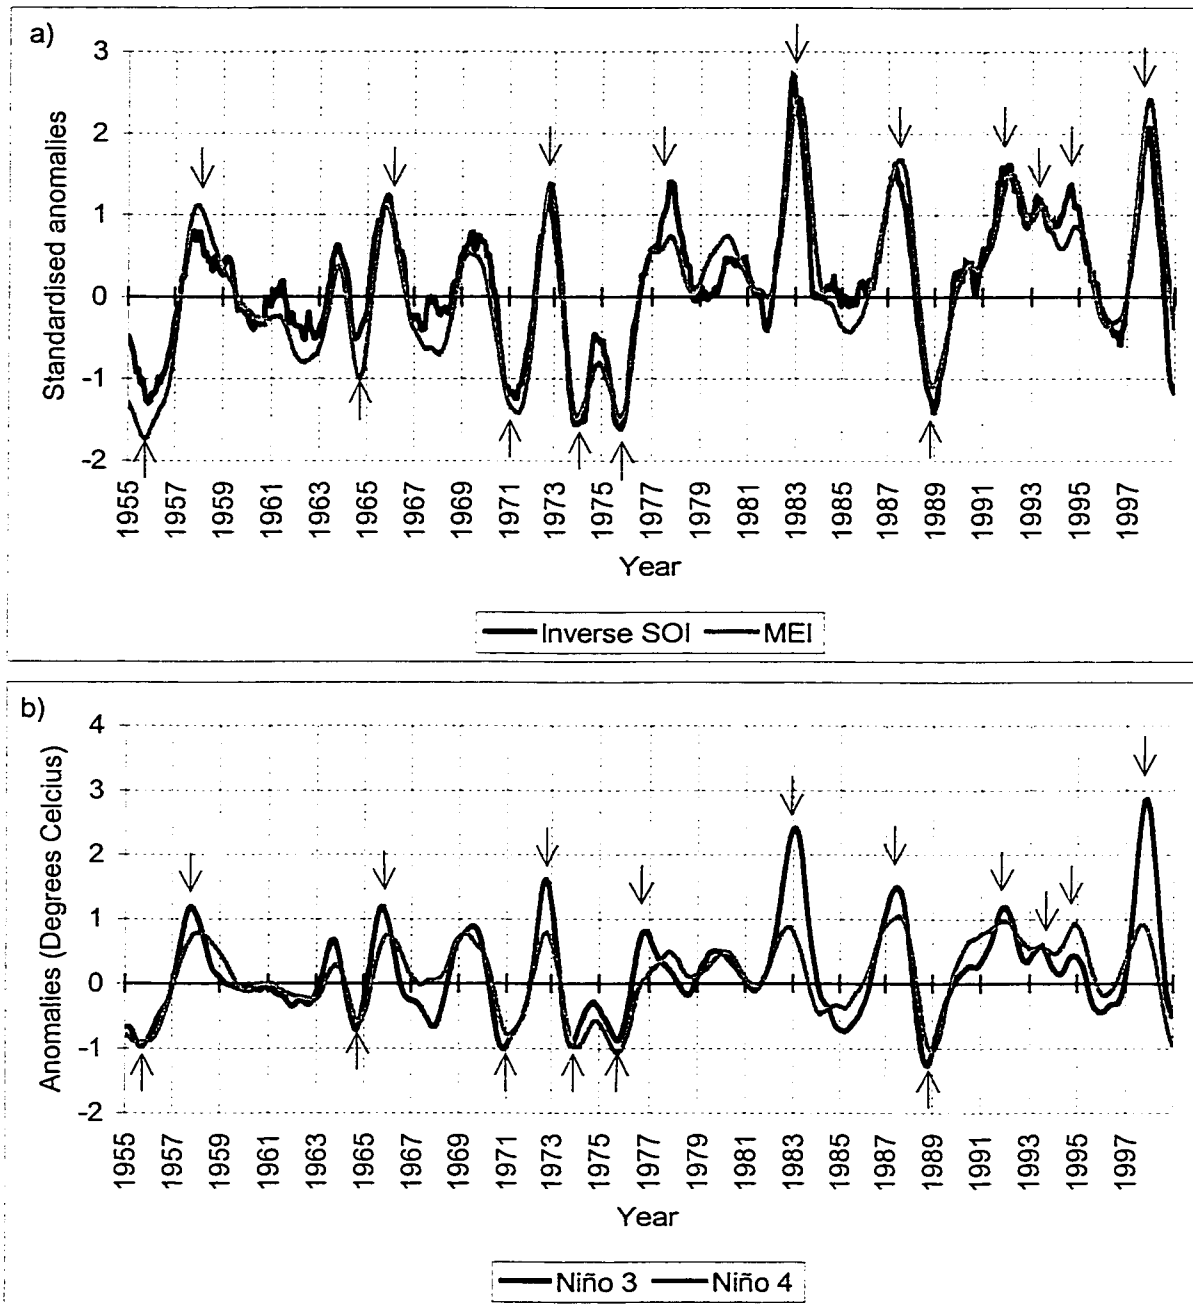 a)
3
2
1
0
-1
-2
Standardised anomalies
1955 1957 1959 1961 1963 1965 1967 1969 1971 1973 1975 1977 1979 1981 1983 1985 1987 1989 1991 1993 1995 1997
Year
Inverse SOI MEI
b)
4
3
2
1
0
-1
-2
Anomalies (Degrees Celcius)
1955 1957 1959 1961 1963 1965 1967 1969 1971 1973 1975 1977 1979 1981 1983 1985 1987 1989 1991 1993 1995 1997
Year
Niño 3 Niño 4